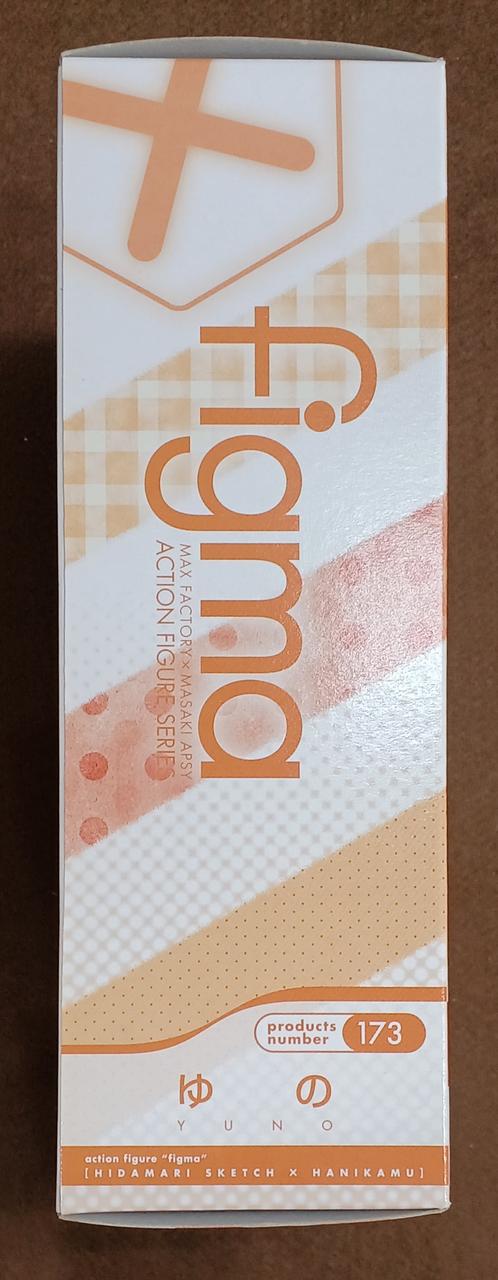 figma
MAX FACTORY×MASAKI APSY
ACTION FIGURE SERIES
products
number
173
ゆの
YUNO
action figure "figma"
[HIDAMARI SKETCH × HANIKAMU]